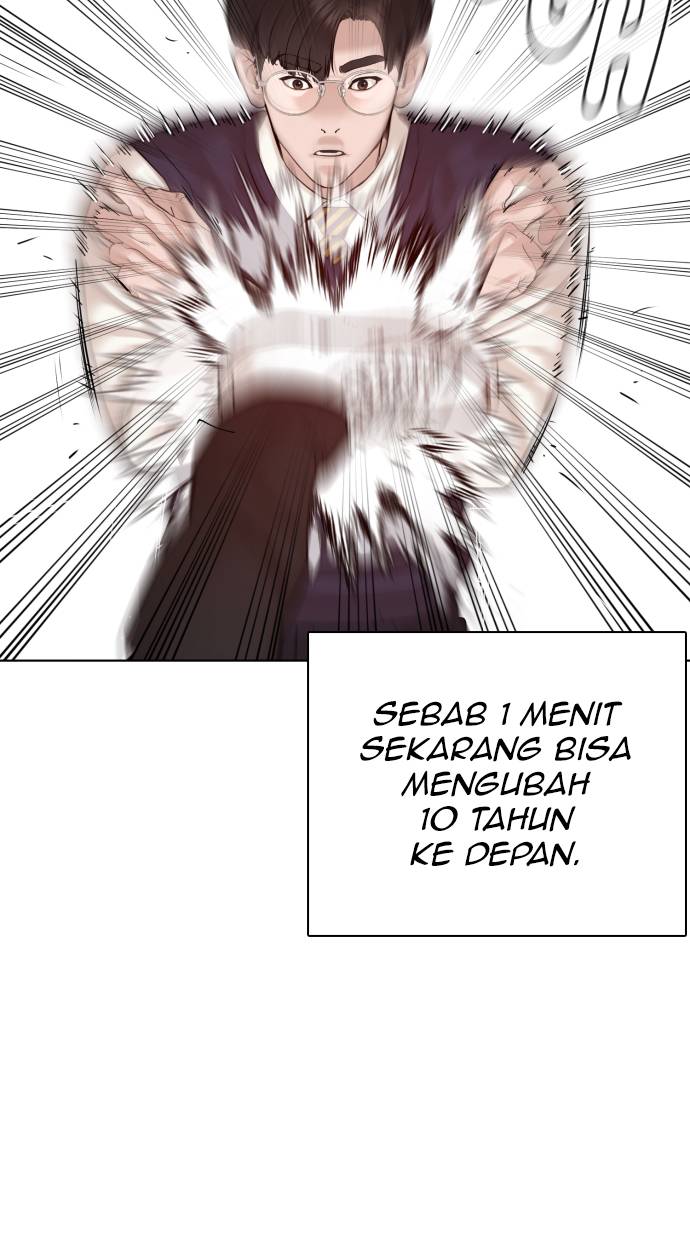 SEBAB 1 MENIT
SEKARANG BISA
MENGUBAH
10 TAHUN
KE DEPAN.